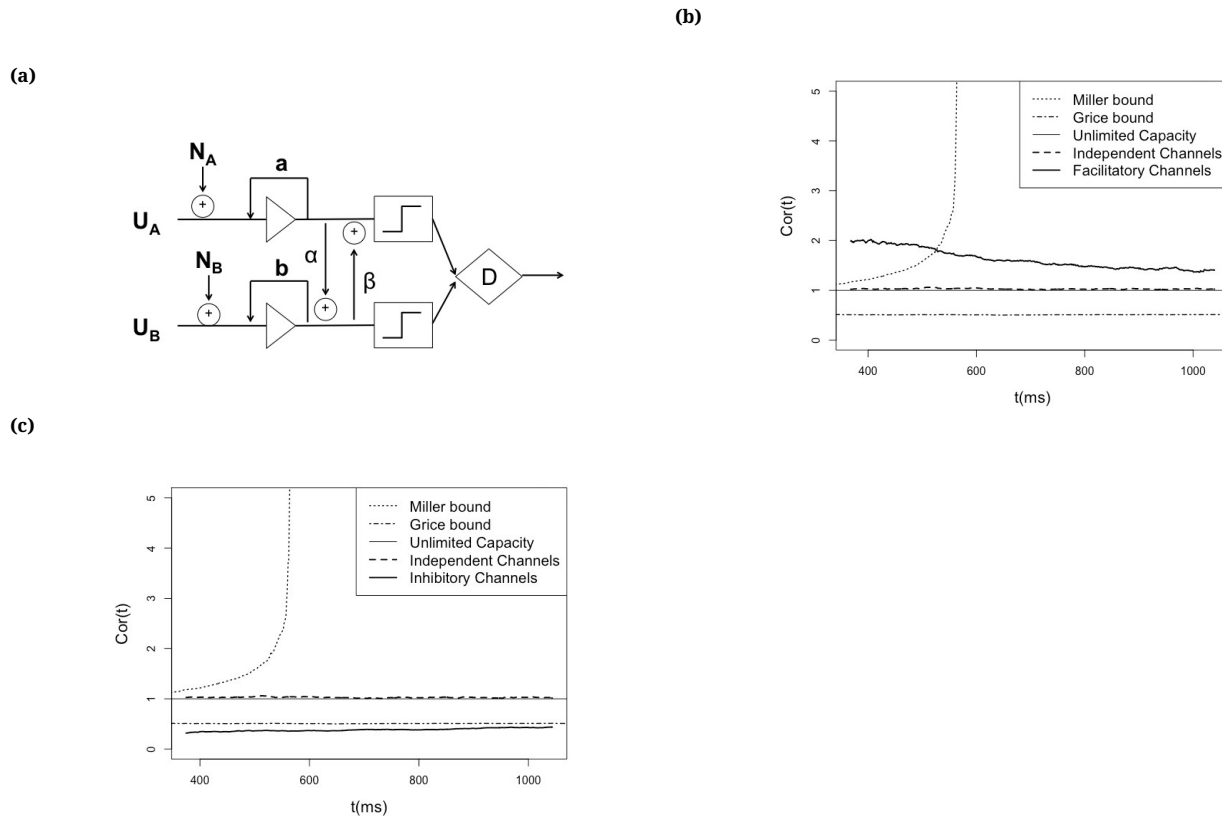 (a)
N_A
a
+
U_A
α
+
β
N_B
b
+
+
U_B
D
(b)
Cor(t)
5
4
3
2
1
0
Miller bound
Grice bound
Unlimited Capacity
Independent Channels
Facilitatory Channels
400 600 800 1000
t(ms)
(c)
Cor(t)
5
4
3
2
1
0
Miller bound
Grice bound
Unlimited Capacity
Independent Channels
Inhibitory Channels
400 600 800 1000
t(ms)